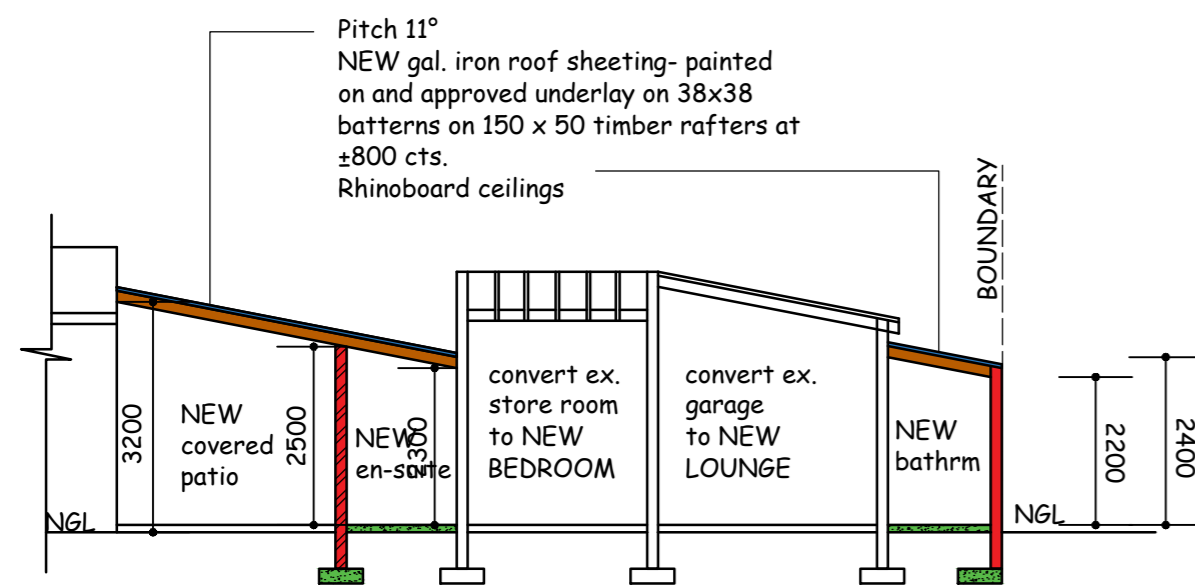 Pitch 11°
NEW gal. iron roof sheeting- painted
on and approved underlay on 38x38
batterns on 150 x 50 timber rafters at
±800 cts.
Rhinoboard ceilings
BOUNDARY
3200
NEW
covered
patio
2500
NEW
en-suite
convert ex.
store room
to NEW
BEDROOM
convert ex.
garage
to NEW
LOUNGE
NEW
bathrm
2200
2400
NGL
NGL